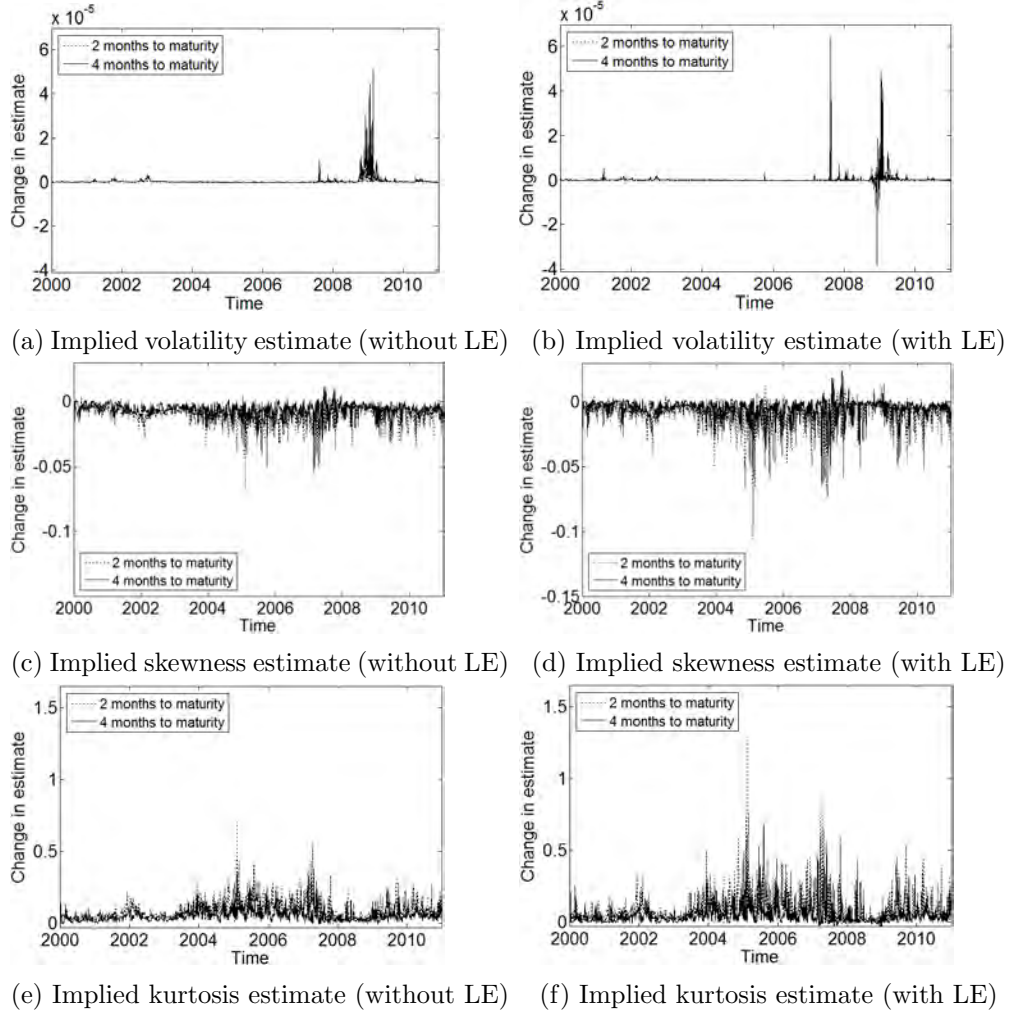 x 10⁻⁵
6
4
2
0
-2
-4
Change in estimate
2 months to maturity
4 months to maturity
2000 2002 2004 2006 2008 2010
Time
x 10⁻⁵
6
4
2
0
-2
-4
Change in estimate
2 months to maturity
4 months to maturity
2000 2002 2004 2006 2008 2010
Time
(a) Implied volatility estimate (without LE)
(b) Implied volatility estimate (with LE)
0
-0.05
-0.1
Change in estimate
2 months to maturity
4 months to maturity
2000 2002 2004 2006 2008 2010
Time
0
-0.05
-0.1
-0.15
Change in estimate
2 months to maturity
4 months to maturity
2000 2002 2004 2006 2008 2010
Time
(c) Implied skewness estimate (without LE)
(d) Implied skewness estimate (with LE)
1.5
1
0.5
0
Change in estimate
2 months to maturity
4 months to maturity
2000 2002 2004 2006 2008 2010
Time
1.5
1
0.5
0
Change in estimate
2 months to maturity
4 months to maturity
2000 2002 2004 2006 2008 2010
Time
(e) Implied kurtosis estimate (without LE)
(f) Implied kurtosis estimate (with LE)